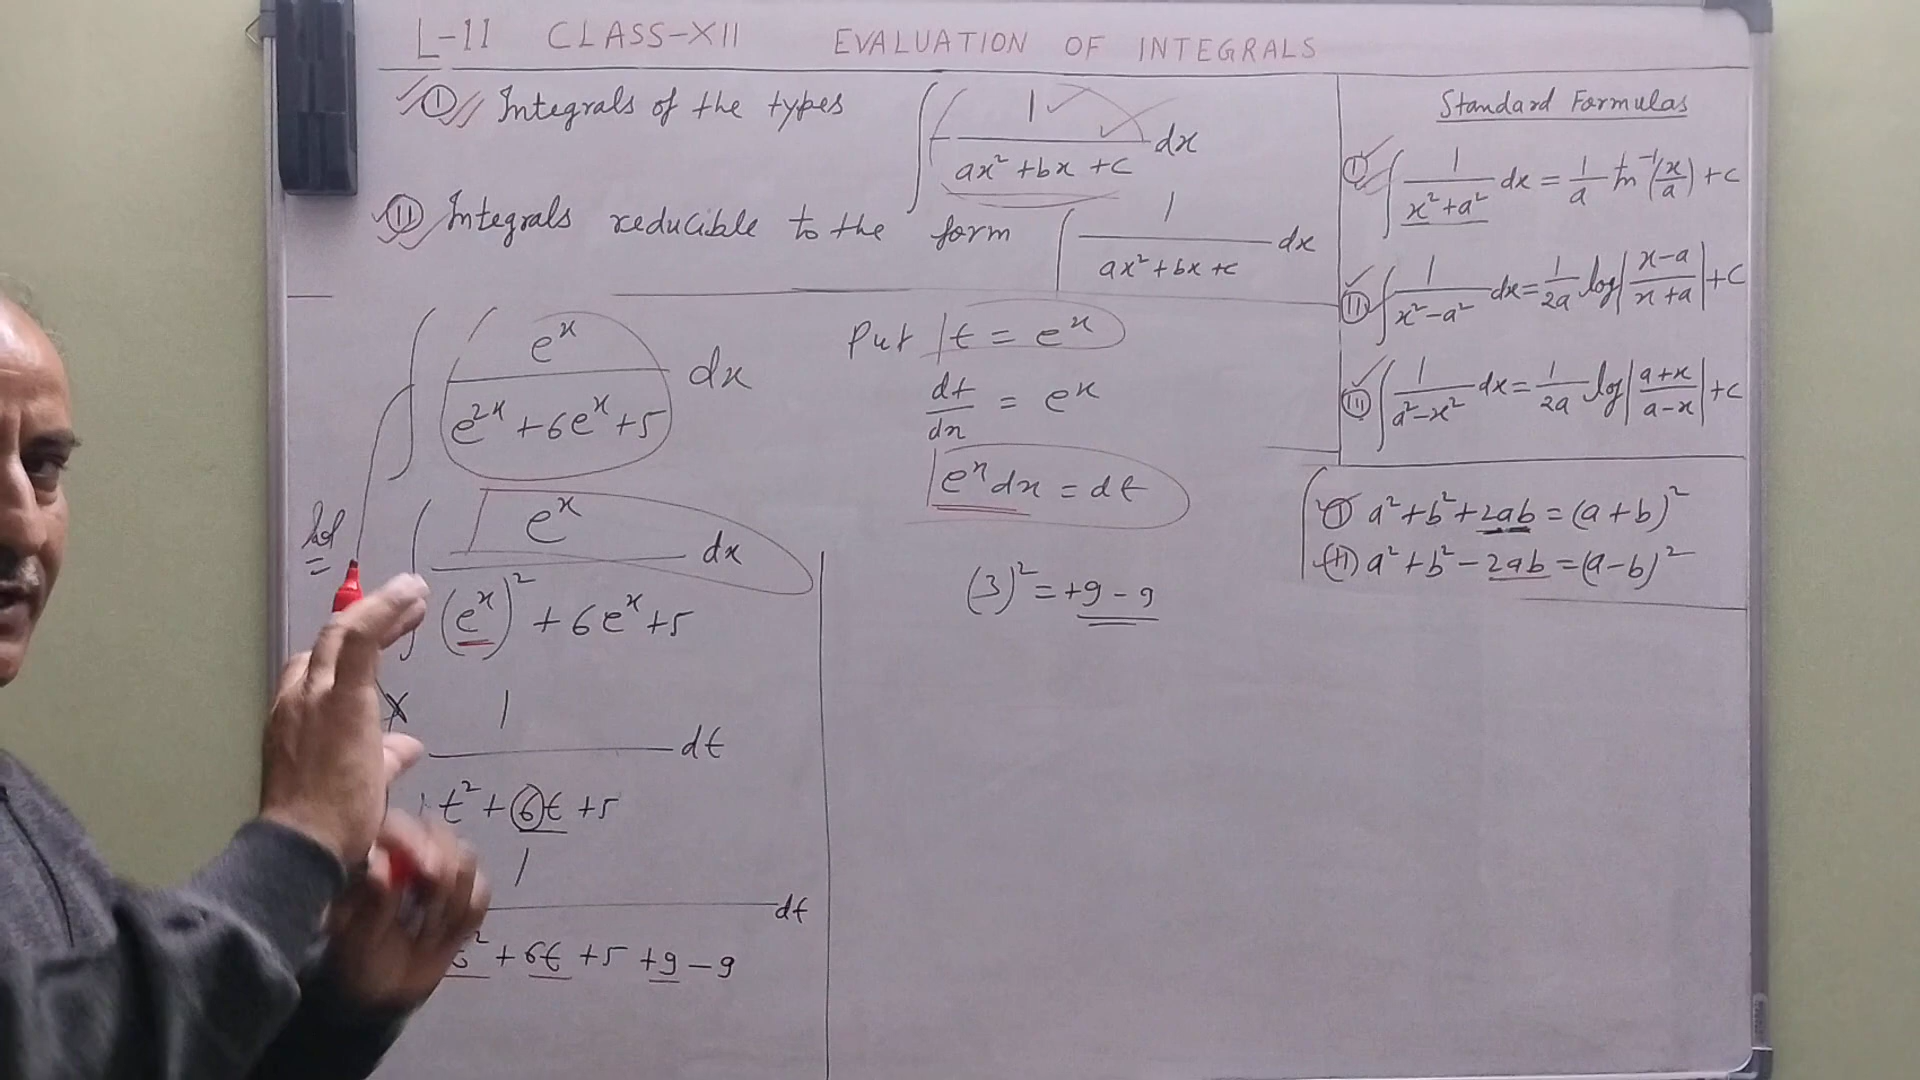 L-11 CLASS-XII EVALUATION OF INTEGRALS
Ⓘ Integrals of the types ∫ 1/(ax² + bx + c) dx
Ⓘⓘ Integrals reducible to the form ∫ 1/(ax² + bx + c) dx
∫ eˣ/(e²ˣ + 6eˣ + 5) dx
Sol
∫ eˣ/((eˣ)² + 6eˣ + 5) dx
1/(t² + 6t + 5) dt
1/(t² + 6t + 5 + 9 - 9) dt
Put t = eˣ
dt/dx = eˣ
eˣ dx = dt
(3)² = +9 - 9
Standard Formulas
Ⓘ ∫ 1/(x² + a²) dx = 1/a tan⁻¹(x/a) + c
Ⓘⓘ ∫ 1/(x² - a²) dx = 1/2a log|(x-a)/(x+a)| + c
Ⓘⓘⓘ ∫ 1/(a² - x²) dx = 1/2a log|(a+x)/(a-x)| + c
Ⓘ a² + b² + 2ab = (a + b)²
(II) a² + b² - 2ab = (a - b)²